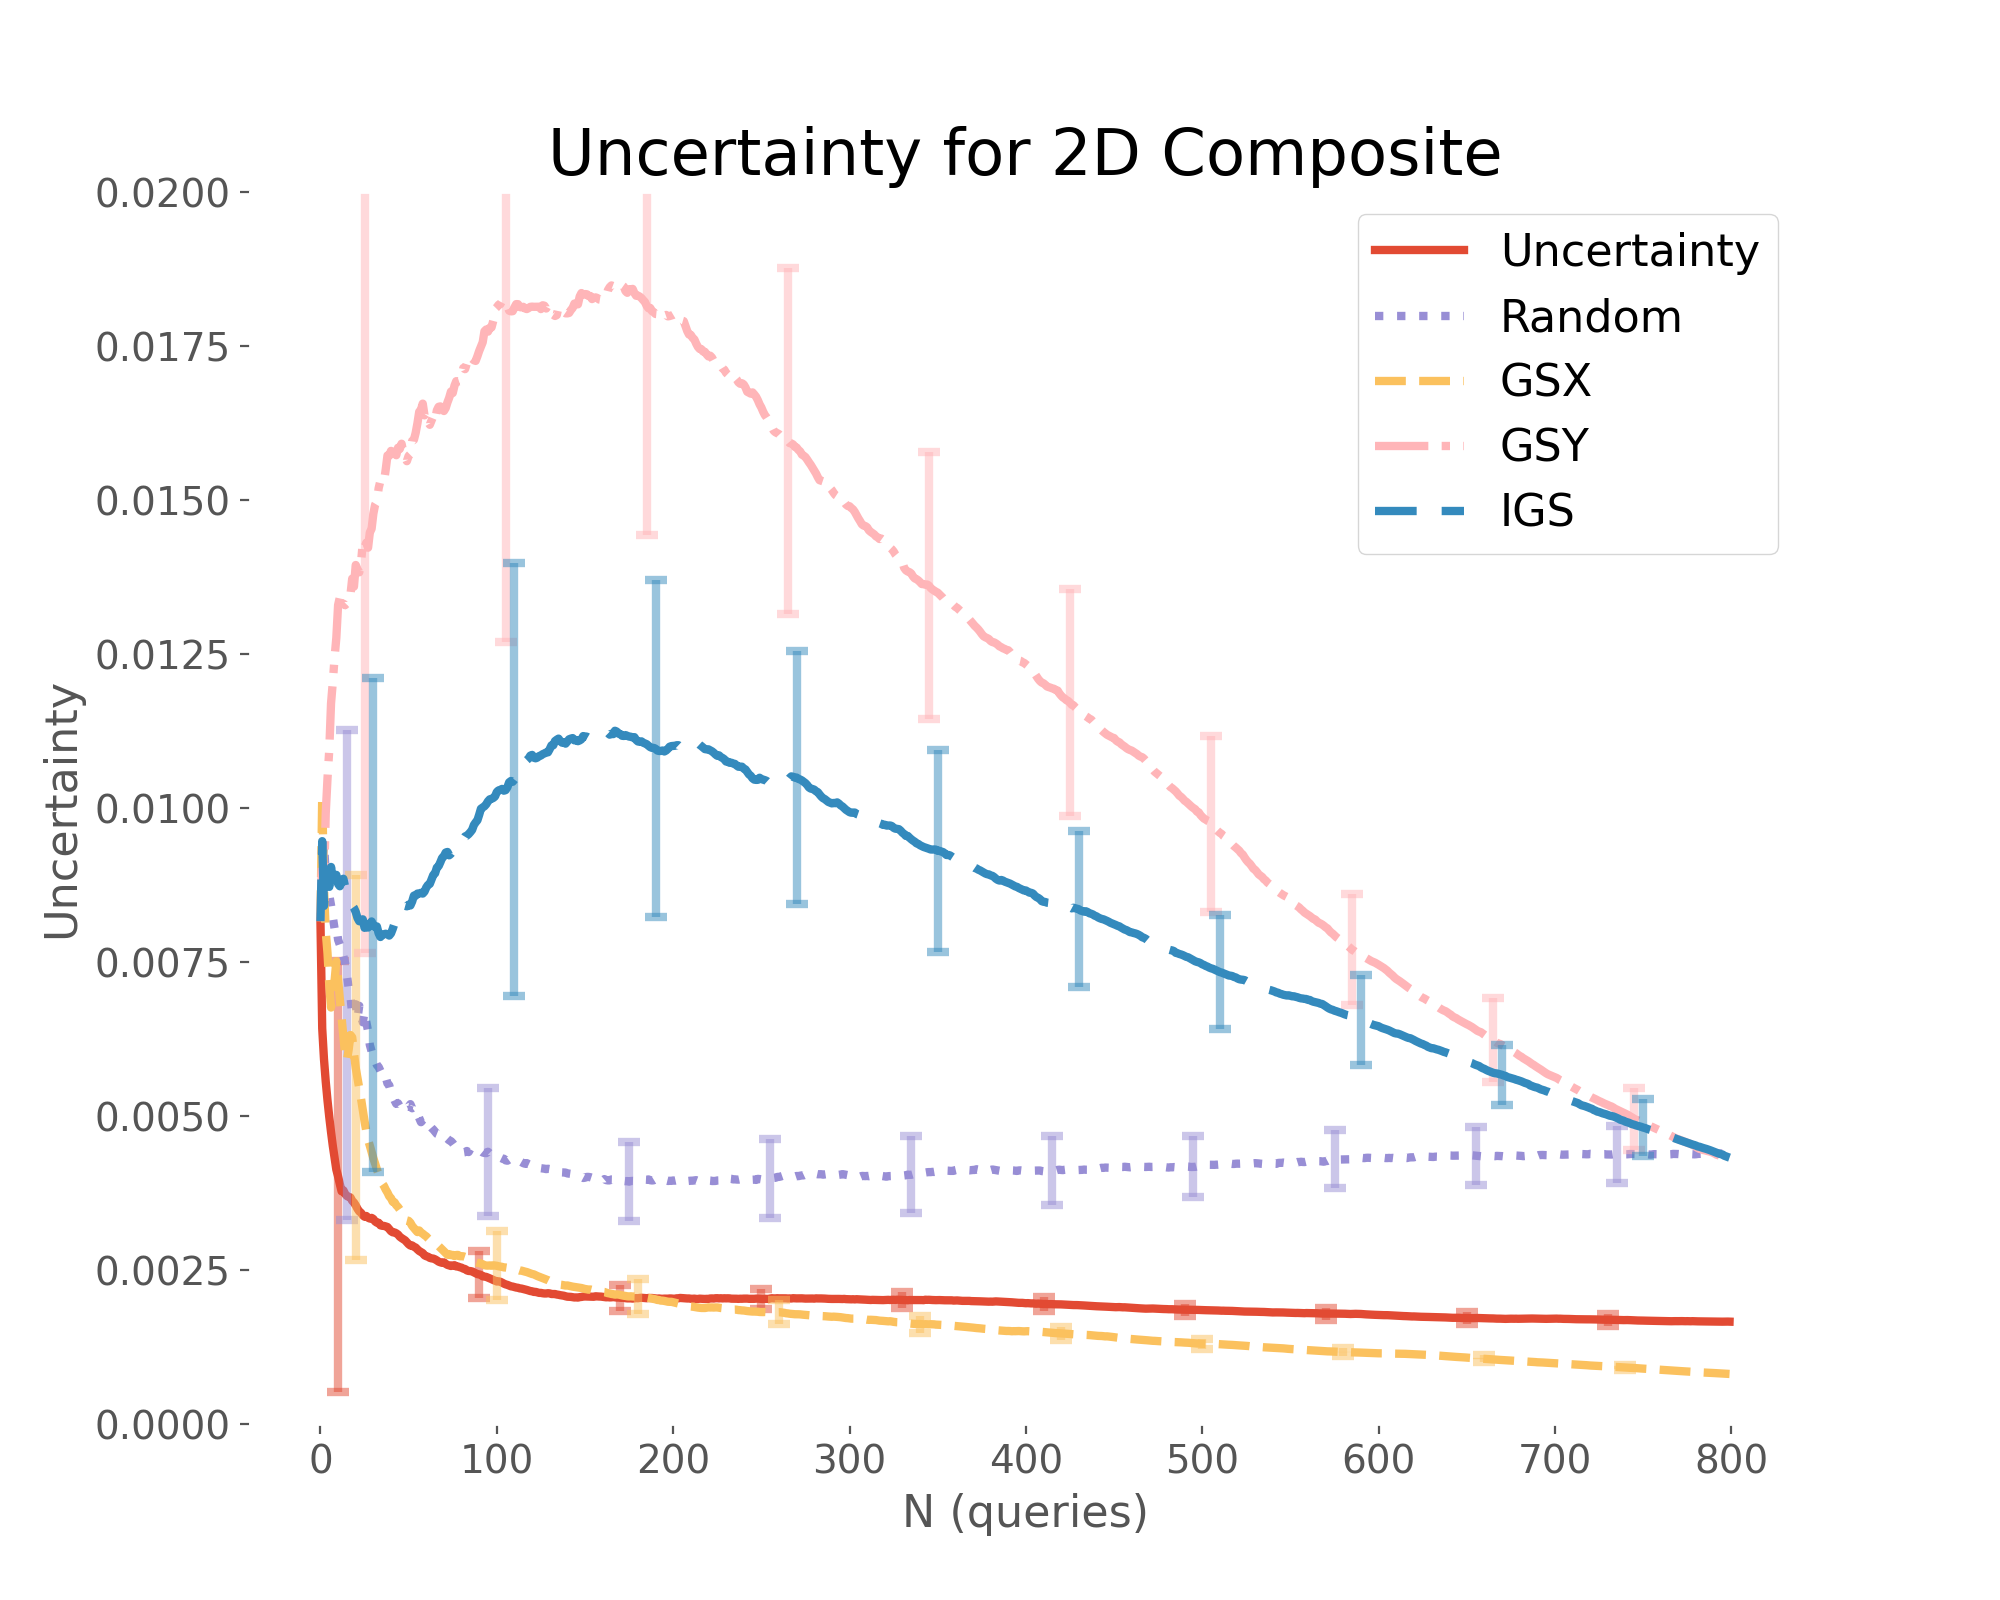 Uncertainty for 2D Composite
0.0200
0.0175
0.0150
0.0125
0.0100
0.0075
0.0050
0.0025
0.0000
Uncertainty
Uncertainty
Random
GSX
GSY
IGS
0 100 200 300 400 500 600 700 800
N (queries)